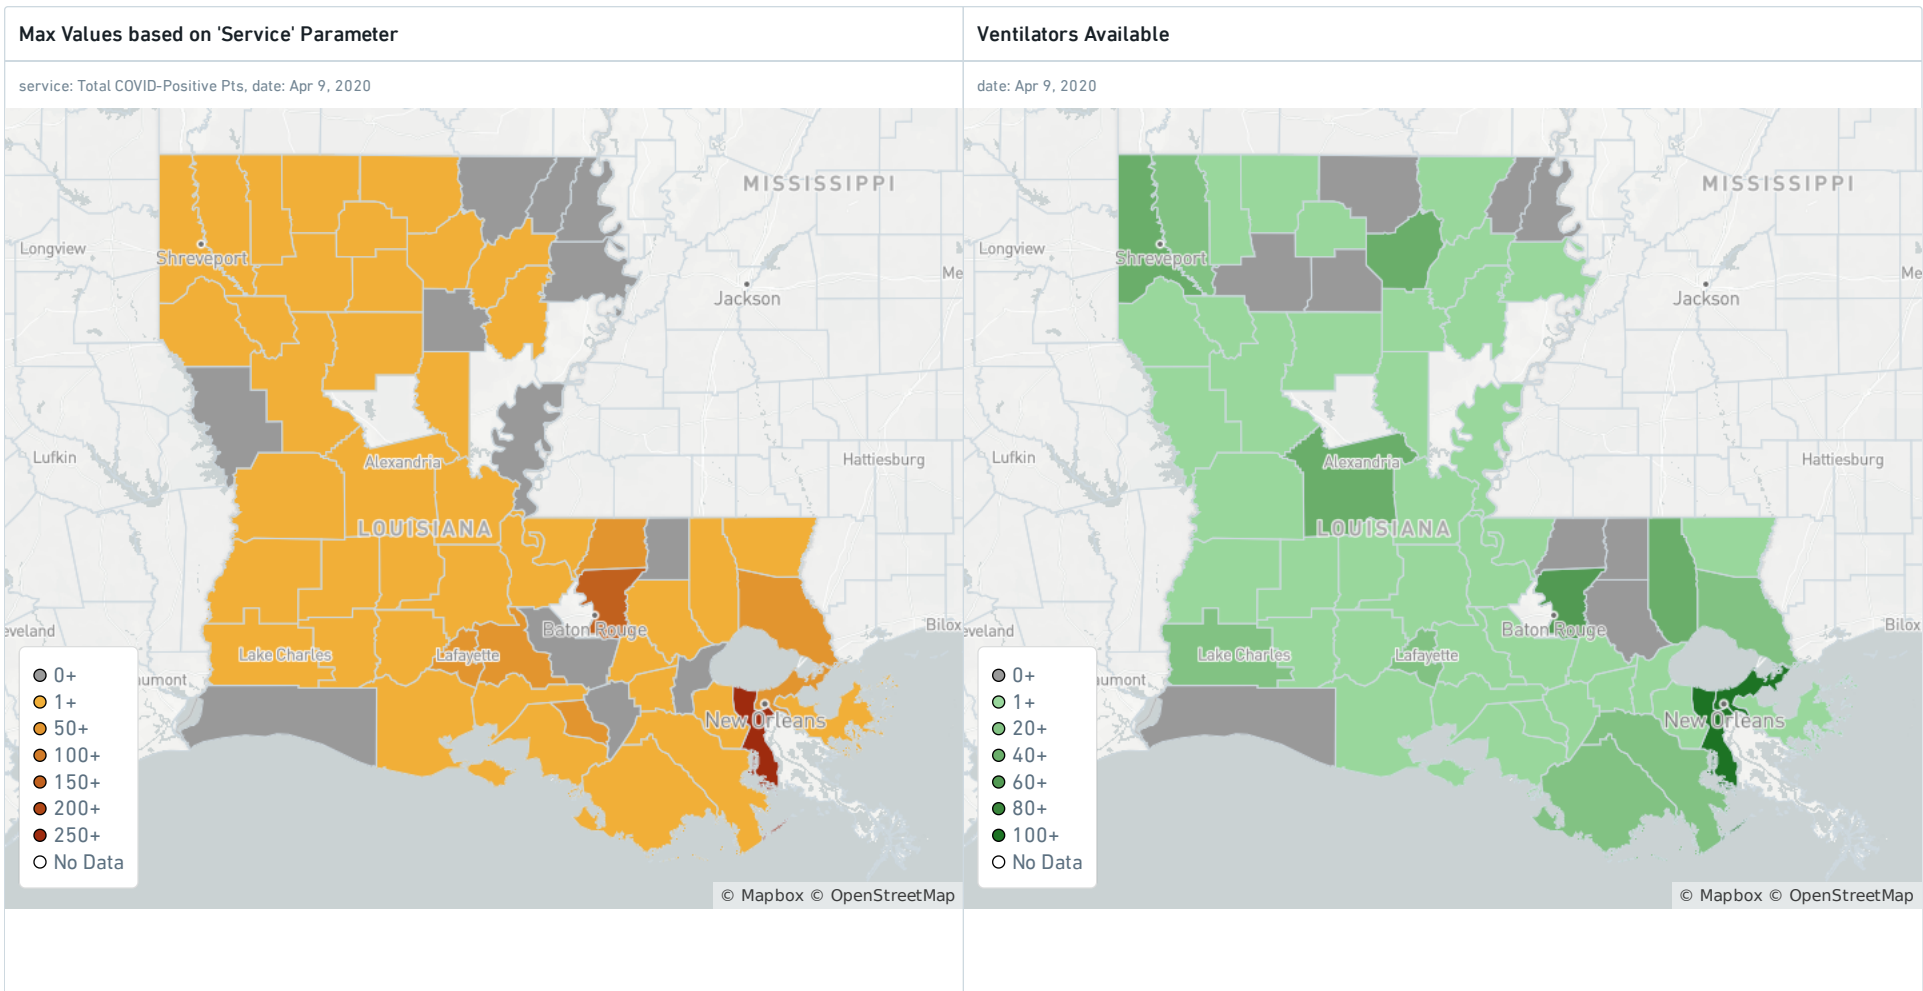 Max Values based on 'Service' Parameter
service: Total COVID-Positive Pts, date: Apr 9, 2020
MISSISSIPPI
Longview
Shreveport
Me
Jackson
Lufkin
Alexandria
Hattiesburg
LOUISIANA
eveland
Baton Rouge
Bilox
Lake Charles
Lafayette
aumont
New Orleans
0+
1+
50+
100+
150+
200+
250+
No Data
© Mapbox © OpenStreetMap
Ventilators Available
date: Apr 9, 2020
MISSISSIPPI
Longview
Shreveport
Me
Jackson
Lufkin
Alexandria
Hattiesburg
LOUISIANA
eveland
Baton Rouge
Bilox
Lake Charles
Lafayette
aumont
New Orleans
0+
1+
20+
40+
60+
80+
100+
No Data
© Mapbox © OpenStreetMap